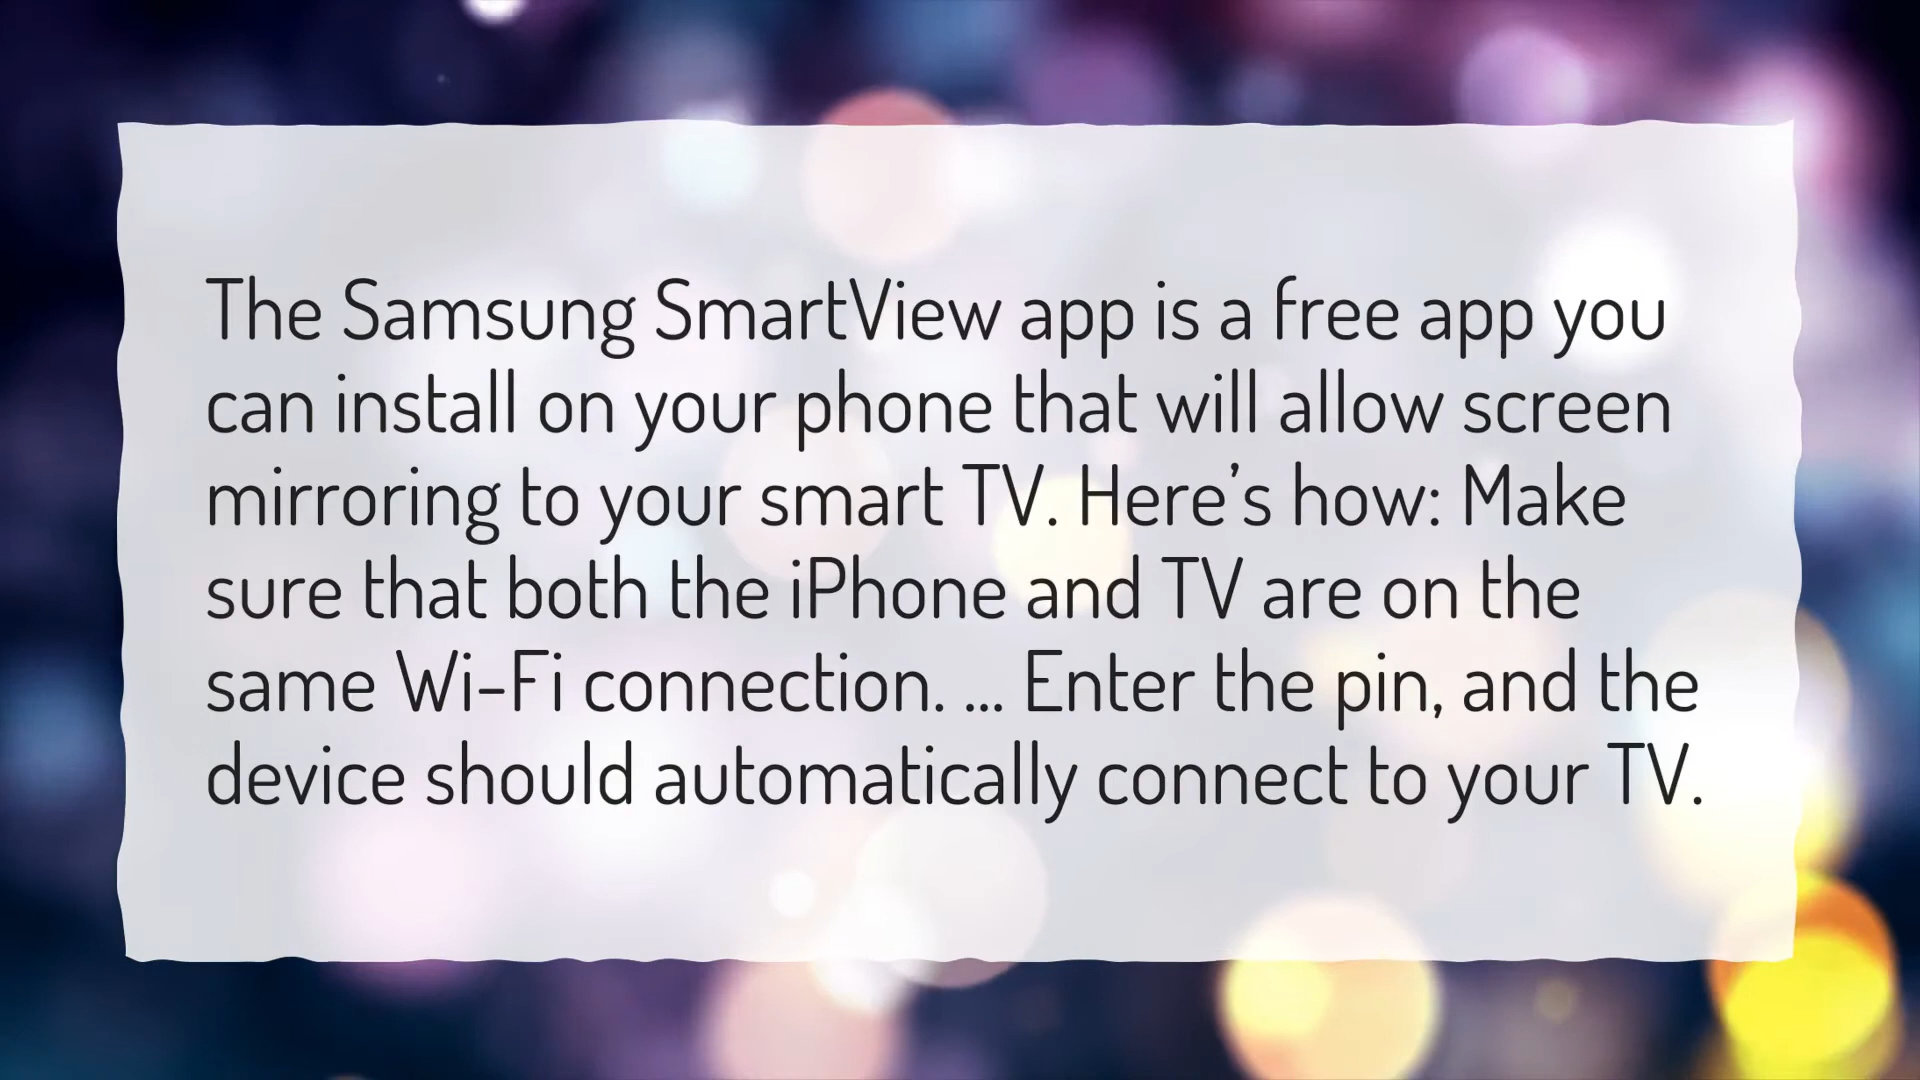 The Samsung SmartView app is a free app you
can install on your phone that will allow screen
mirroring to your smart TV. Here’s how: Make
sure that both the iPhone and TV are on the
same Wi-Fi connection. ... Enter the pin, and the
device should automatically connect to your TV.